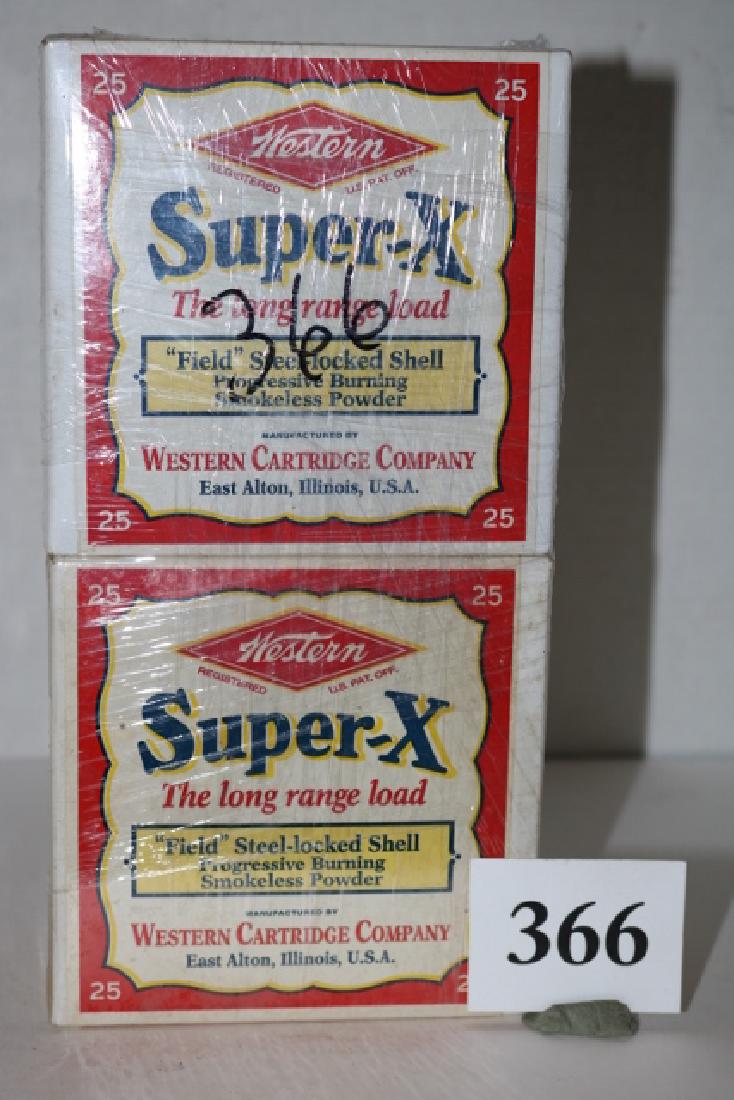 25 25
Western
REGISTERED U.S. PAT. OFF.
Super-X
The long range load
366
"Field" Steel-locked Shell
Progressive Burning
Smokeless Powder
MANUFACTURED BY
WESTERN CARTRIDGE COMPANY
East Alton, Illinois, U.S.A.
25 25
25 25
Western
REGISTERED U.S. PAT. OFF.
Super-X
The long range load
"Field" Steel-locked Shell
Progressive Burning
Smokeless Powder
MANUFACTURED BY
WESTERN CARTRIDGE COMPANY
East Alton, Illinois, U.S.A.
25 2
366